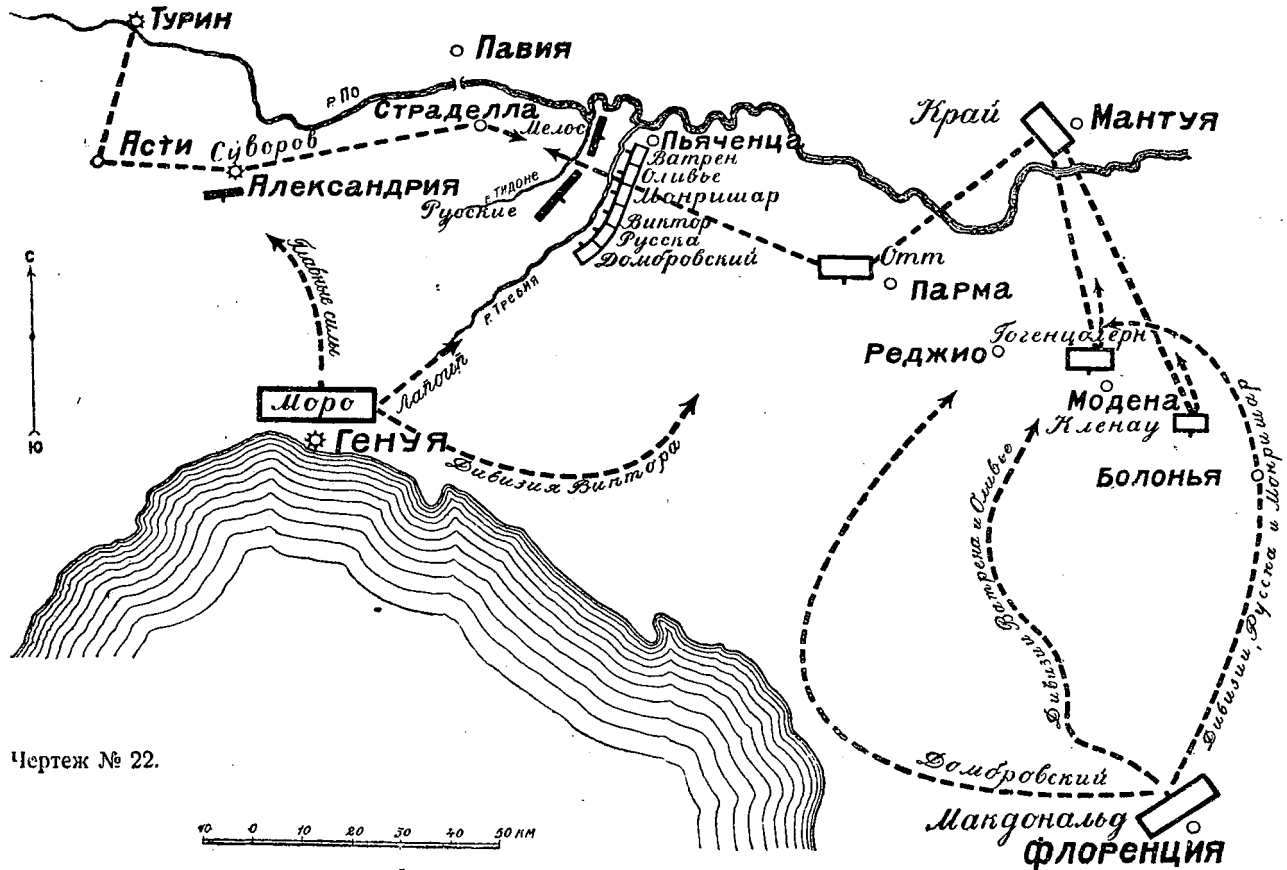 Турин
Павия
р. По
Страделла
Мелос
Край
Мантуя
Пьяченца
Ватрен
Оливье
Монришар
Виктор
Русска
Домбровский
Асти
Суворов
Александрия
р. Тидоне
Русские
Отт
Парма
с
Главные силы
р. Требия
Лапоип
Реджио
Гогенцолерн
Моро
Модена
Кленау
ю
Генуя
Дивизия Виктора
Болонья
Дивизии Ватрена и Оливье
Дивизии, Русска и Монришар
Чертеж № 22.
Домбровский
Макдональд
Флоренция
10 0 10 20 30 40 50 км